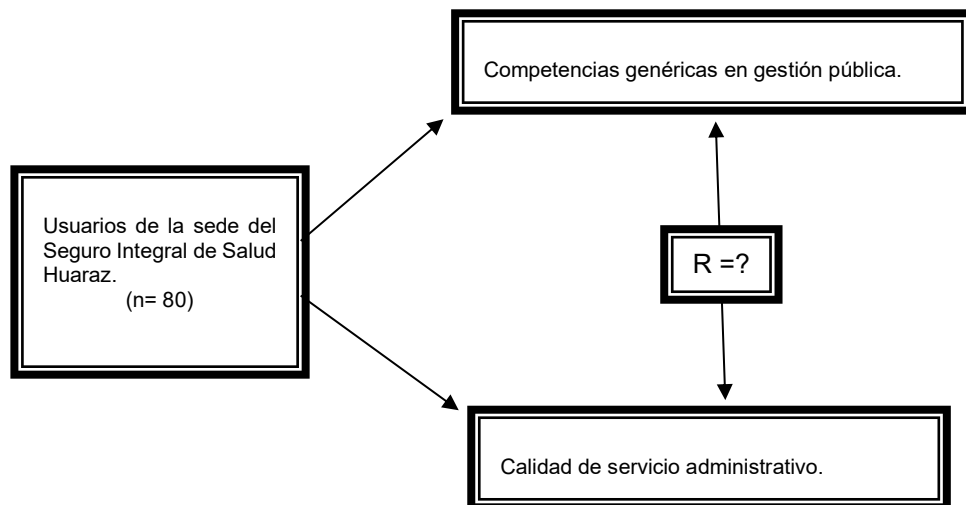 Competencias genéricas en gestión pública.
Usuarios de la sede del
Seguro Integral de Salud
Huaraz.
(n= 80)
R =?
Calidad de servicio administrativo.